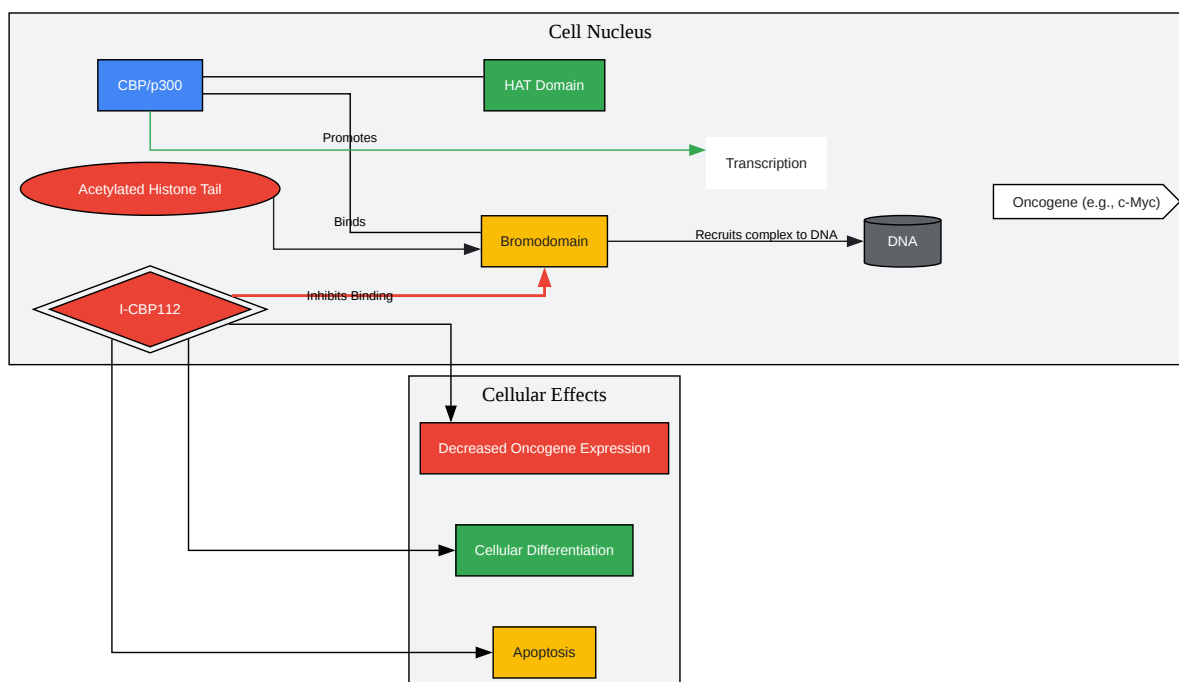 Cell Nucleus
CBP/p300
HAT Domain
Promotes
Transcription
Acetylated Histone Tail
Oncogene (e.g., c-Myc)
Binds
Bromodomain
Recruits complex to DNA
DNA
Inhibits Binding
I-CBP112
Cellular Effects
Decreased Oncogene Expression
Cellular Differentiation
Apoptosis